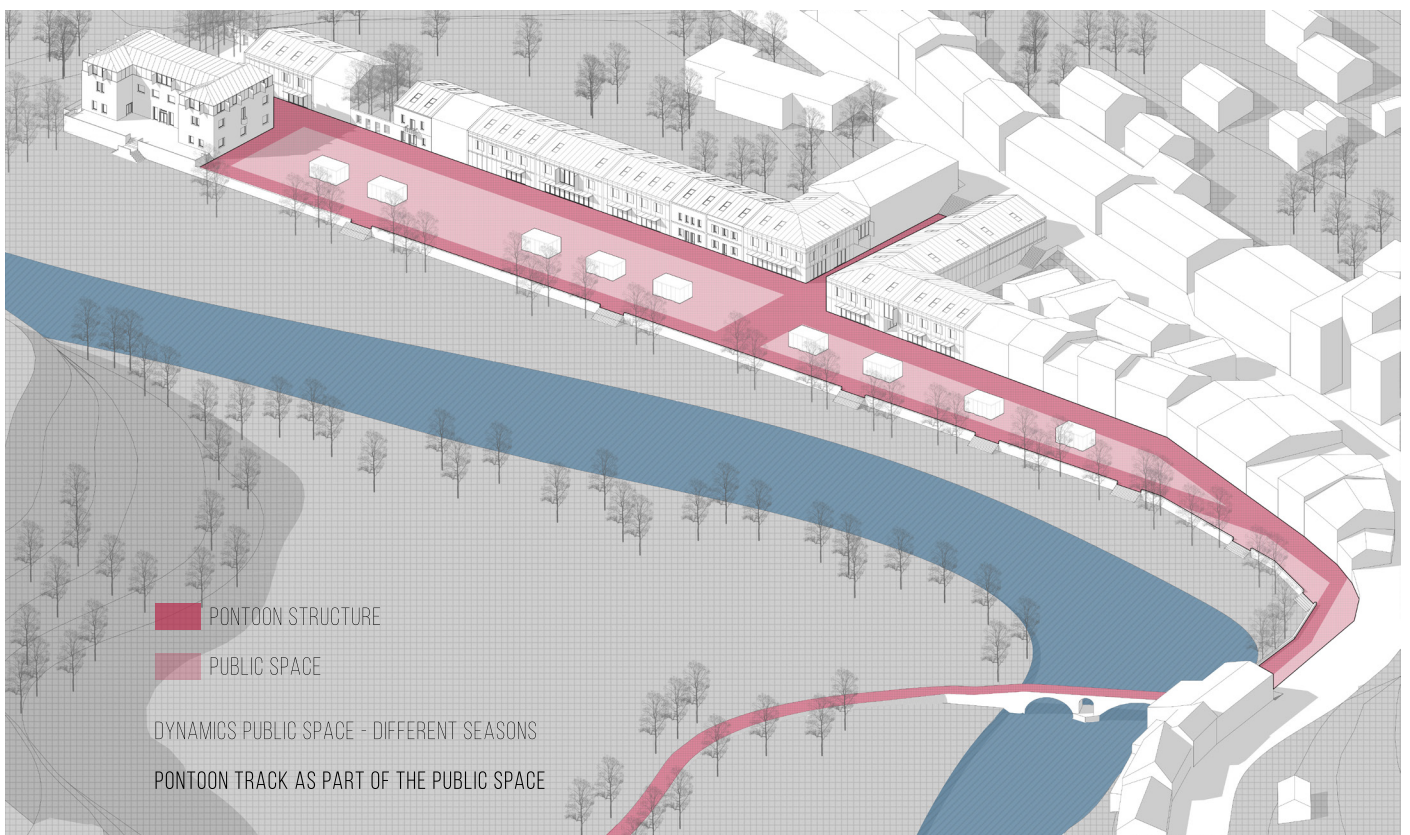 PONTOON STRUCTURE
PUBLIC SPACE
DYNAMICS PUBLIC SPACE - DIFFERENT SEASONS
PONTOON TRACK AS PART OF THE PUBLIC SPACE